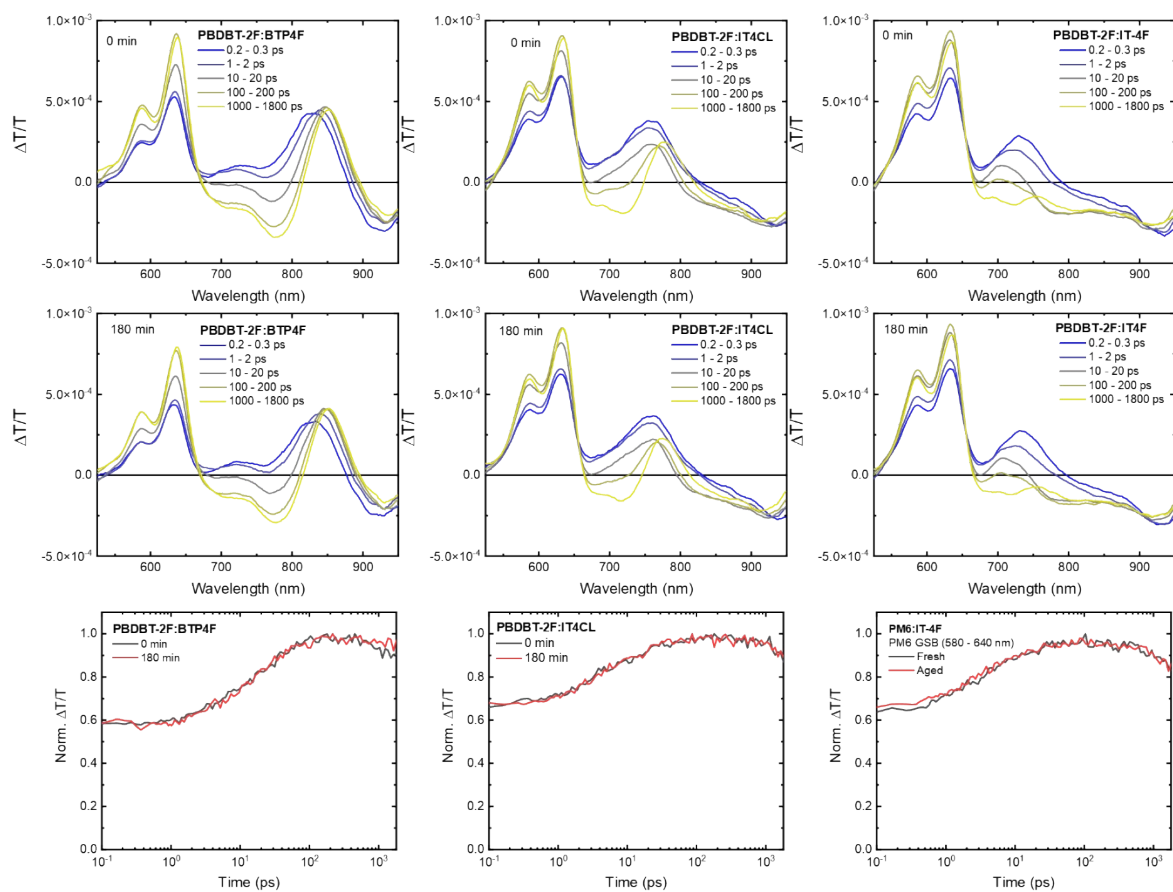 PBDBT-2F:BTP4F
0 min
0.2 - 0.3 ps
1 - 2 ps
10 - 20 ps
100 - 200 ps
1000 - 1800 ps
1.0×10⁻³
5.0×10⁻⁴
0.0
-5.0×10⁻⁴
ΔT/T
600
700
800
900
Wavelength (nm)
PBDBT-2F:IT4CL
0 min
0.2 - 0.3 ps
1 - 2 ps
10 - 20 ps
100 - 200 ps
1000 - 1800 ps
1.0×10⁻³
5.0×10⁻⁴
0.0
-5.0×10⁻⁴
ΔT/T
600
700
800
900
Wavelength (nm)
PBDBT-2F:IT-4F
0 min
0.2 - 0.3 ps
1 - 2 ps
10 - 20 ps
100 - 200 ps
1000 - 1800 ps
1.0×10⁻³
5.0×10⁻⁴
0.0
-5.0×10⁻⁴
ΔT/T
600
700
800
900
Wavelength (nm)
PBDBT-2F:BTP4F
180 min
0.2 - 0.3 ps
1 - 2 ps
10 - 20 ps
100 - 200 ps
1000 - 1800 ps
1.0×10⁻³
5.0×10⁻⁴
0.0
-5.0×10⁻⁴
ΔT/T
600
700
800
900
Wavelength (nm)
PBDBT-2F:IT4CL
180 min
0.2 - 0.3 ps
1 - 2 ps
10 - 20 ps
100 - 200 ps
1000 - 1800 ps
1.0×10⁻³
5.0×10⁻⁴
0.0
-5.0×10⁻⁴
ΔT/T
600
700
800
900
Wavelength (nm)
PBDBT-2F:IT4F
180 min
0.2 - 0.3 ps
1 - 2 ps
10 - 20 ps
100 - 200 ps
1000 - 1800 ps
1.0×10⁻³
5.0×10⁻⁴
0.0
-5.0×10⁻⁴
ΔT/T
600
700
800
900
Wavelength (nm)
PBDBT-2F:BTP4F
0 min
180 min
1.0
0.8
0.6
0.4
0.2
0.0
Norm. ΔT/T
10⁻¹
10⁰
10¹
10²
10³
Time (ps)
PBDBT-2F:IT4CL
0 min
180 min
1.0
0.8
0.6
0.4
0.2
0.0
Norm. ΔT/T
10⁻¹
10⁰
10¹
10²
10³
Time (ps)
PM6:IT-4F
PM6 GSB (580 - 640 nm)
Fresh
Aged
1.0
0.8
0.6
0.4
0.2
0.0
Norm. ΔT/T
10⁻¹
10⁰
10¹
10²
10³
Time (ps)